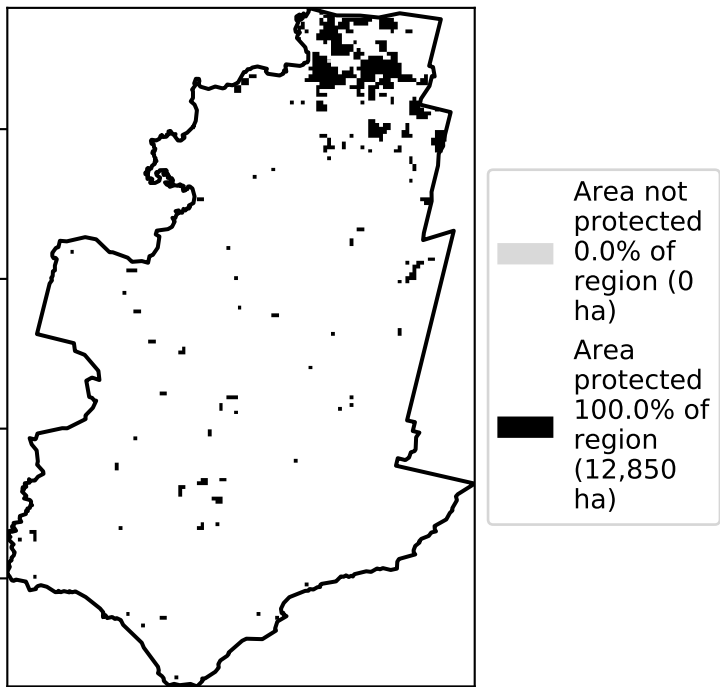 Area not
protected
0.0% of
region (0
ha)
Area
protected
100.0% of
region
(12,850
ha)